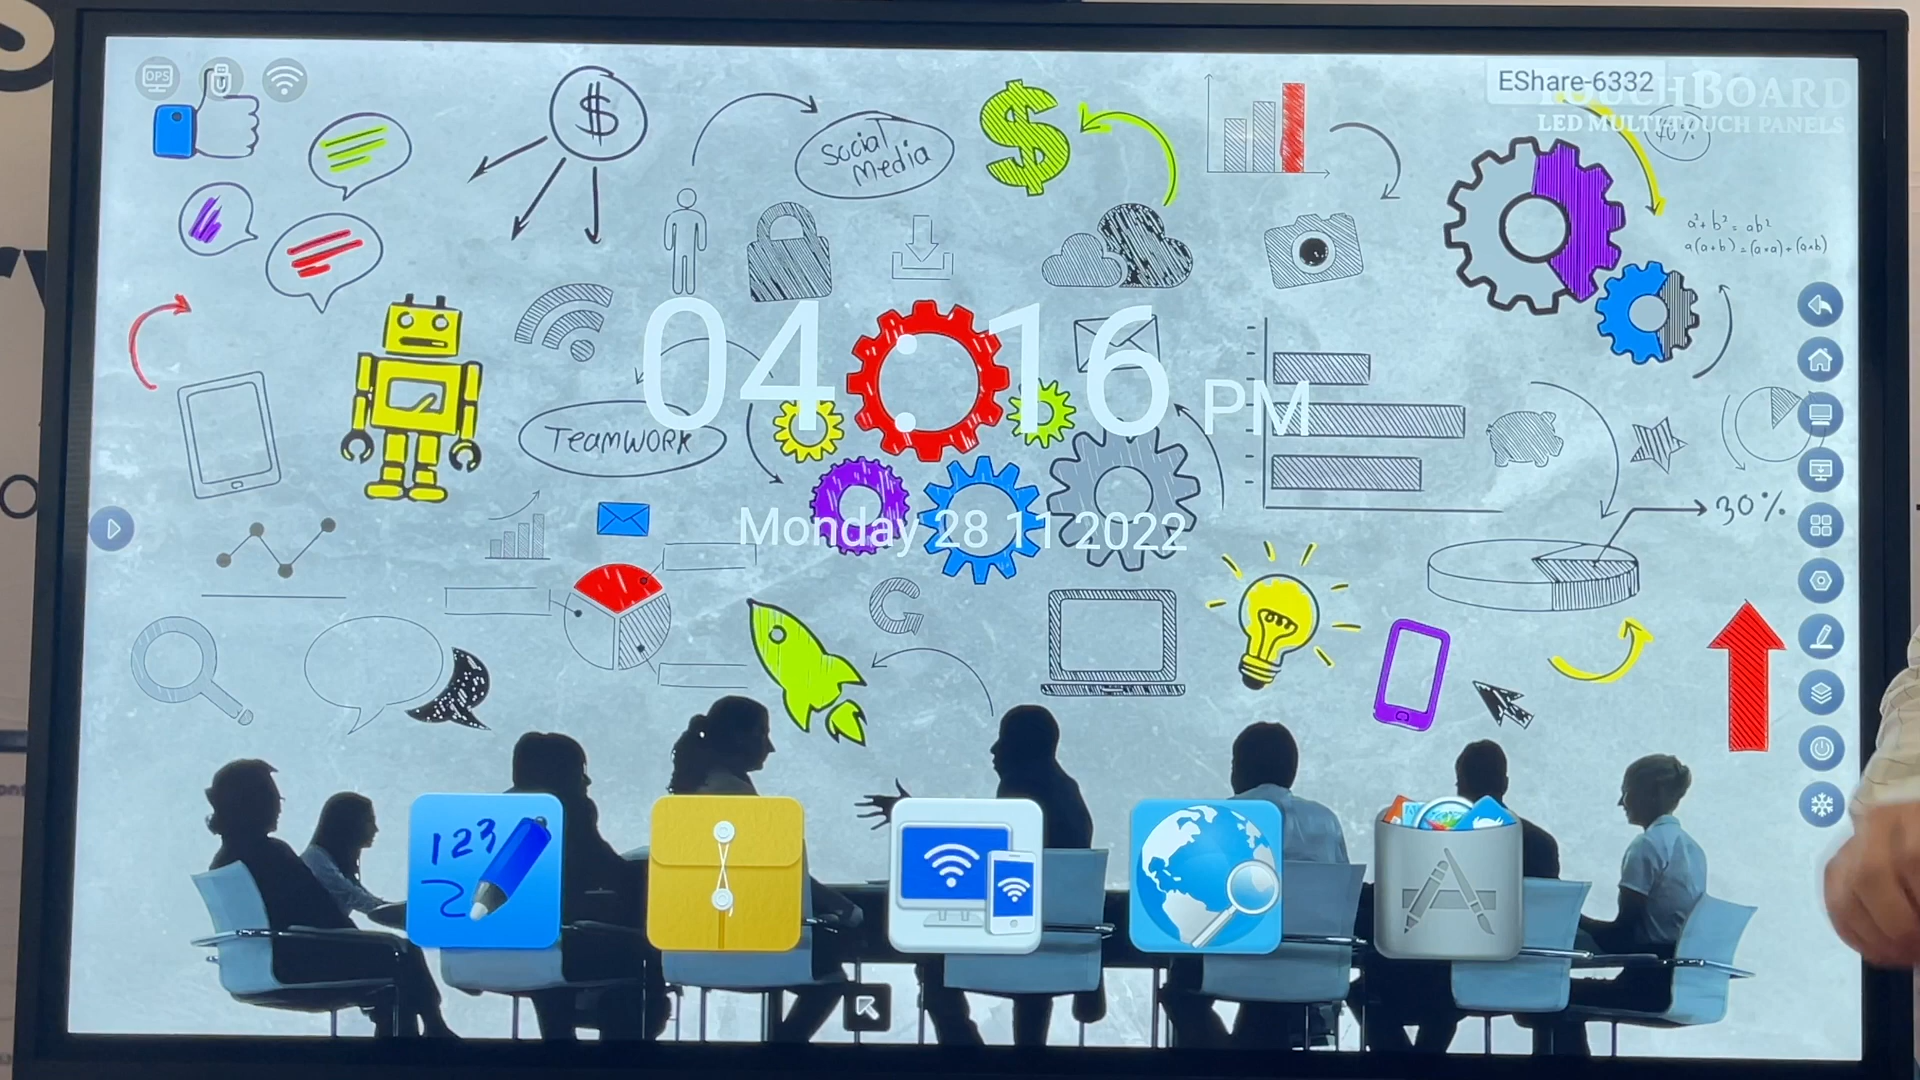 OPS
EShare-6332
TOUCHBOARD
LED MULTITOUCH PANELS
$
Social
Media
$
40%
a² + b² = ab²
a(a+b) = (a×a) + (a×b)
04:16 PM
TEAMWORK
Monday 28 11 2022
30%
123